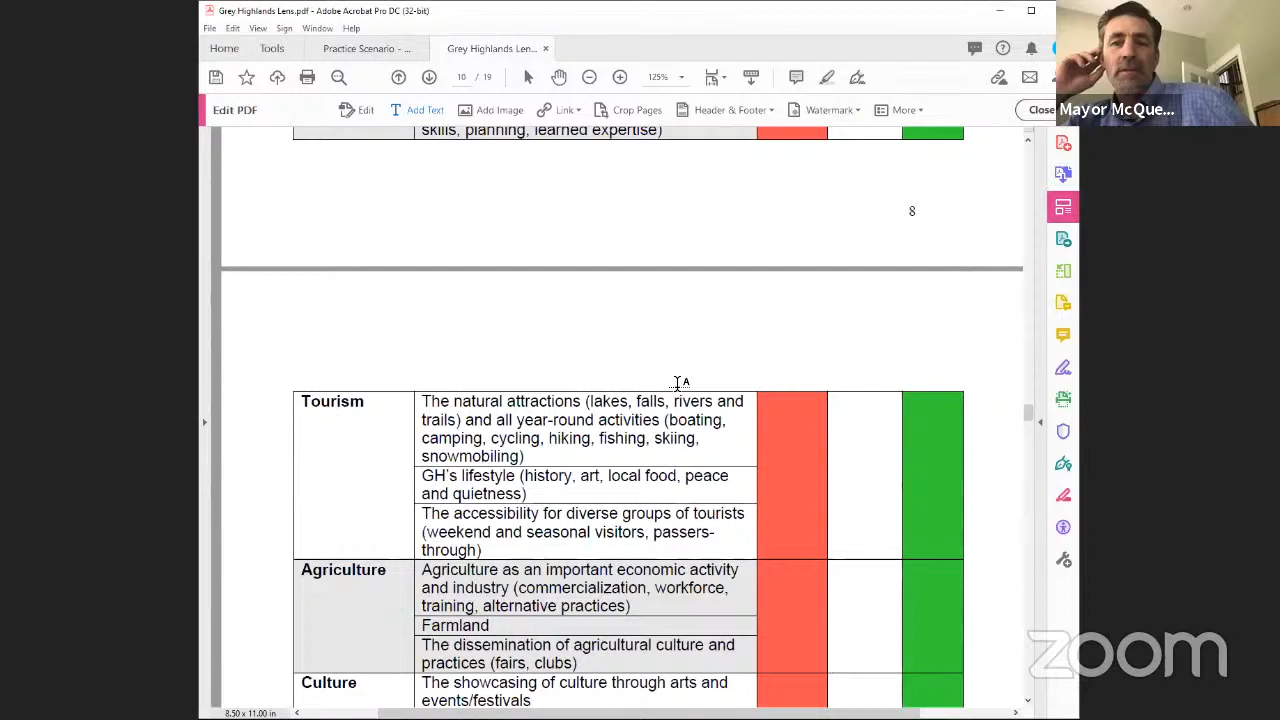 Grey Highlands Lens.pdf - Adobe Acrobat Pro DC (32-bit)
File Edit View Sign Window Help
Home Tools Practice Scenario - ... Grey Highlands Len... ×
10 / 19 125%
Edit PDF Edit Add Text Add Image Link Crop Pages Header & Footer Watermark More Close
Mayor McQue...
skills, planning, learned expertise)
8
A
Tourism
The natural attractions (lakes, falls, rivers and
trails) and all year-round activities (boating,
camping, cycling, hiking, fishing, skiing,
snowmobiling)
GH's lifestyle (history, art, local food, peace
and quietness)
The accessibility for diverse groups of tourists
(weekend and seasonal visitors, passers-
through)
Agriculture
Agriculture as an important economic activity
and industry (commercialization, workforce,
training, alternative practices)
Farmland
The dissemination of agricultural culture and
practices (fairs, clubs)
Culture
The showcasing of culture through arts and
events/festivals
8.50 x 11.00 in
zoom